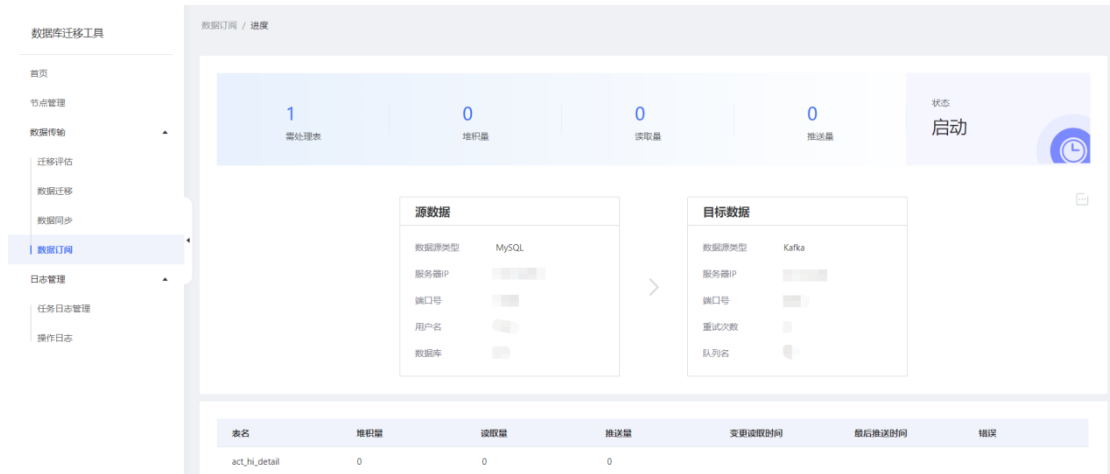 数据库迁移工具
首页
节点管理
数据传输
迁移评估
数据迁移
数据同步
数据订阅
日志管理
任务日志管理
操作日志
数据订阅 / 进度
1 0 0 0
需处理表 堆积量 读取量 推送量
状态
启动
源数据
数据源类型 MySQL
服务器IP
端口号
用户名
数据库
目标数据
数据源类型 Kafka
服务器IP
端口号
重试次数
队列名
表名 堆积量 读取量 推送量 变更读取时间 最后推送时间 错误
act_hi_detail 0 0 0